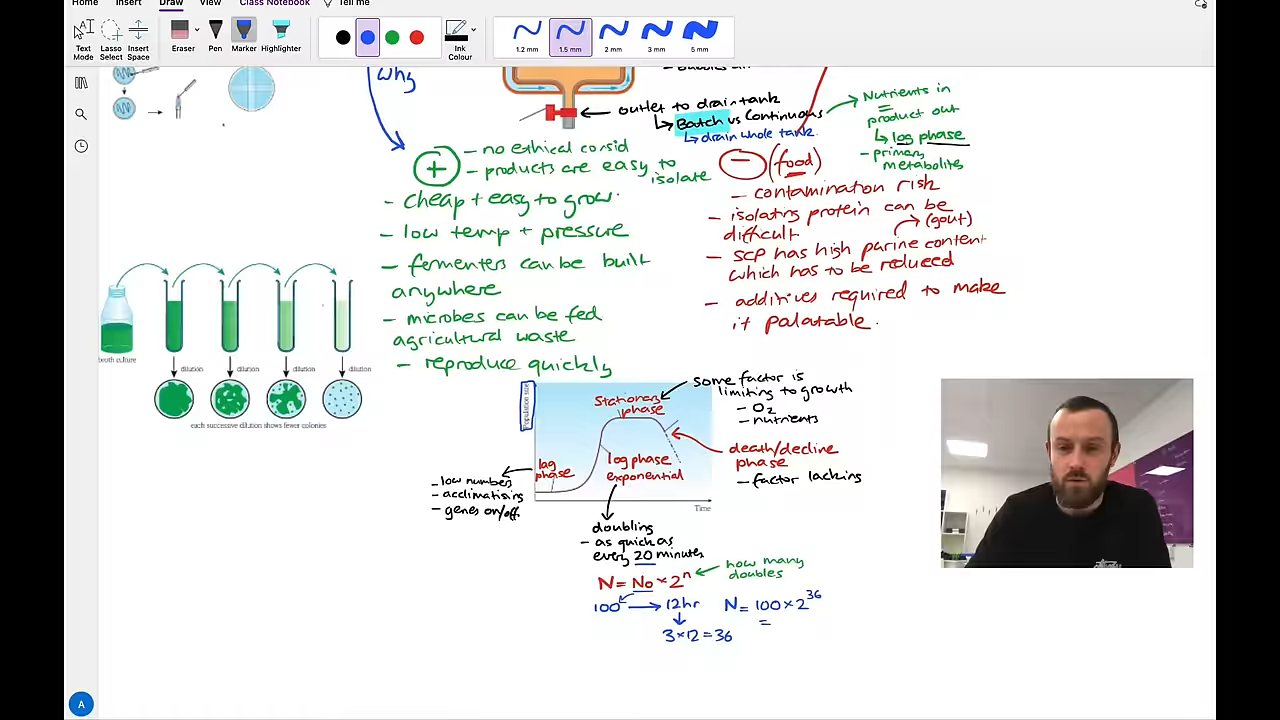 Home Insert Draw View Class Notebook Tell me
Text Mode
Lasso Select
Insert Space
Eraser
Pen
Marker
Highlighter
Ink Colour
1.2 mm
1.5 mm
2 mm
3 mm
5 mm
why
outlet to drain tank
Batch vs Continuous
drain whole tank.
Nutrients in
=
product out
log phase
- primary
metabolites
+
- no ethical consid
- products are easy to
isolate
- cheap + easy to grow.
- low temp + pressure
- fermenters can be built
anywhere
- microbes can be fed
agricultural waste
- reproduce quickly
- (food)
- contamination risk
- isolating protein can be
difficult
(gout)
- SCP has high purine content
which has to be reduced
- additives required to make
it palatable.
broth culture
dilution
dilution
dilution
dilution
each successive dilution shows fewer colonies
Population size
Stationary
phase
some factor is
limiting to growth
- O2
- nutrients
lag
phase
log phase
exponential
death/decline
phase
- factor lacking
Time
- low numbers
- acclimatising
- genes on/off.
doubling
- as quick as
every 20 minutes
N = No × 2ⁿ
how many
doubles
100 → 12hr
N = 100 × 2³⁶
=
3 × 12 = 36
A